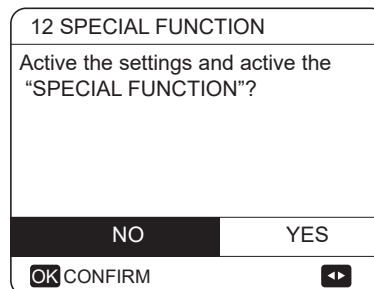 12 SPECIAL FUNCTION
Active the settings and active the
“SPECIAL FUNCTION”?
NO YES
OK CONFIRM